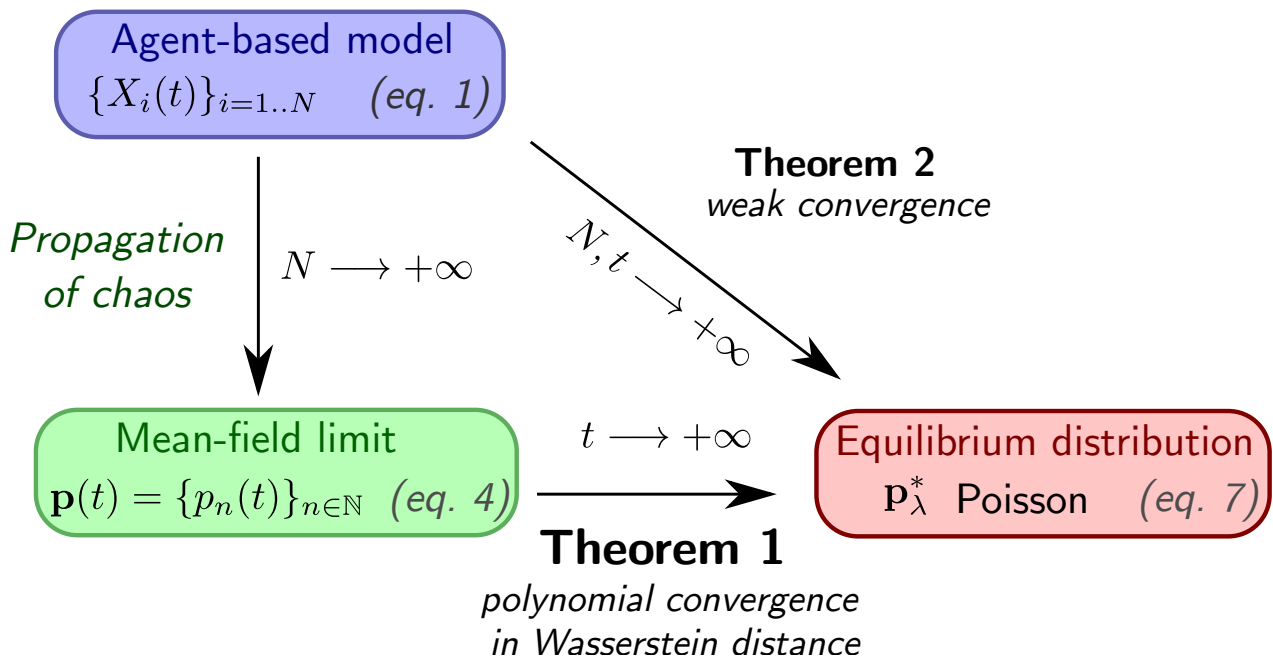 Agent-based model
{X_i(t)}_{i=1..N} (eq. 1)
Theorem 2
weak convergence
Propagation
of chaos
N ⟶ +∞
N, t ⟶ +∞
Mean-field limit
p(t) = {p_n(t)}_{n∈ℕ} (eq. 4)
t ⟶ +∞
Equilibrium distribution
p*_λ Poisson (eq. 7)
Theorem 1
polynomial convergence
in Wasserstein distance